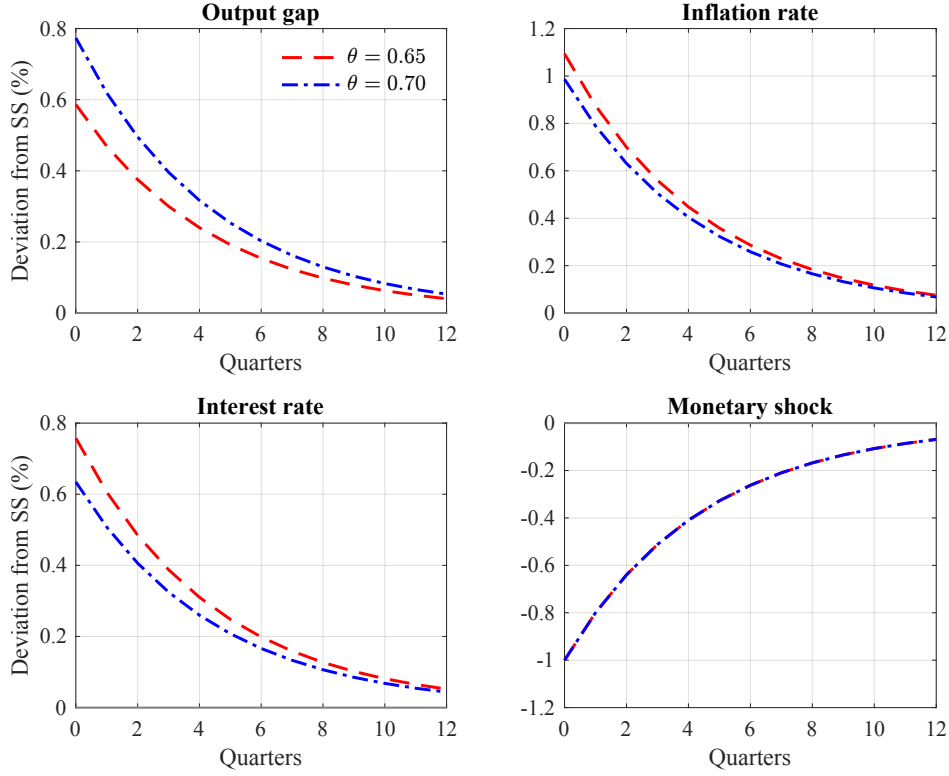 Output gap
Deviation from SS (%)
0.8
0.6
0.4
0.2
0
θ = 0.65
θ = 0.70
0 2 4 6 8 10 12
Quarters
Inflation rate
1.2
1
0.8
0.6
0.4
0.2
0
0 2 4 6 8 10 12
Quarters
Interest rate
Deviation from SS (%)
0.8
0.6
0.4
0.2
0
0 2 4 6 8 10 12
Quarters
Monetary shock
0
-0.2
-0.4
-0.6
-0.8
-1
-1.2
0 2 4 6 8 10 12
Quarters